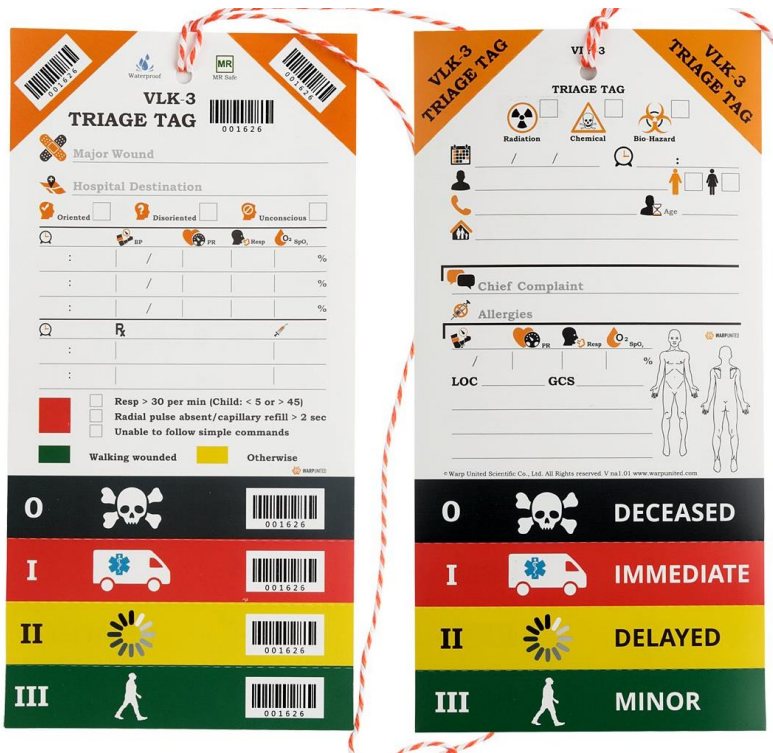 001626
001626
Waterproof
MR
MR Safe
VLK-3
TRIAGE TAG
001626
Major Wound
Hospital Destination
Oriented Disoriented Unconscious
BP PR Resp O2 SpO2
: / %
: / %
: / %
Rx
:
:
Resp > 30 per min (Child: < 5 or > 45)
Radial pulse absent/capillary refill > 2 sec
Unable to follow simple commands
Walking wounded Otherwise
WARPUNITED
0 001626
I 001626
II 001626
III 001626
VLK-3
TRIAGE TAG
VLK-3
TRIAGE TAG
VLK-3
TRIAGE TAG
Radiation Chemical Bio-Hazard
/ / :
Age
Chief Complaint
Allergies
PR Resp O2 SpO2
/ %
WARPUNITED
LOC GCS
© Warp United Scientific Co., Ltd. All Rights reserved. V na1.01 www.warpunited.com
0 DECEASED
I IMMEDIATE
II DELAYED
III MINOR